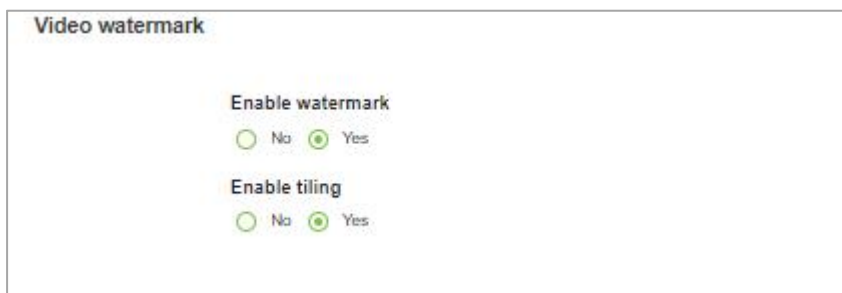 Video watermark
Enable watermark
No Yes
Enable tiling
No Yes